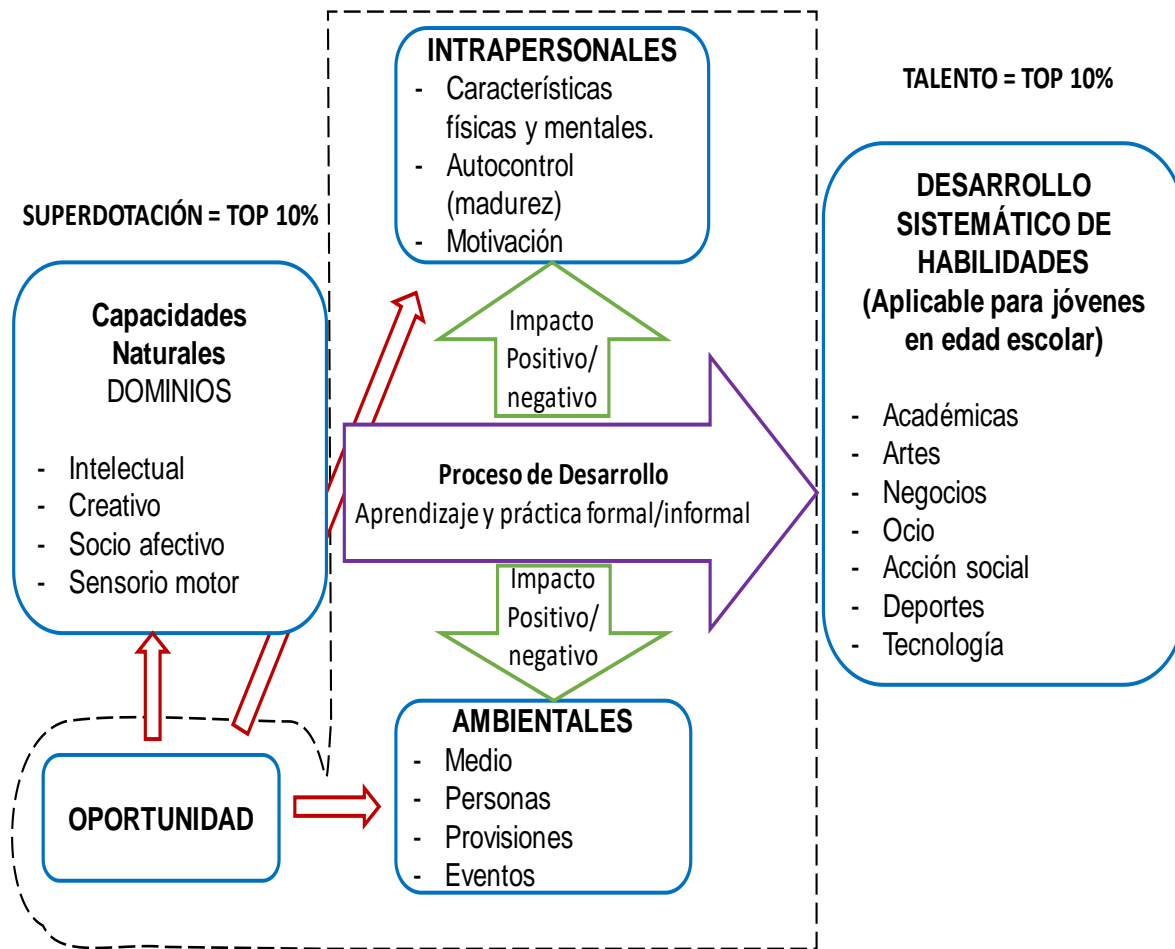 SUPERDOTACIÓN = TOP 10%
Capacidades
Naturales
DOMINIOS
- Intelectual
- Creativo
- Socio afectivo
- Sensorio motor
OPORTUNIDAD
INTRAPERSONALES
- Características
físicas y mentales.
- Autocontrol
(madurez)
- Motivación
Impacto
Positivo/
negativo
Proceso de Desarrollo
Aprendizaje y práctica formal/informal
Impacto
Positivo/
negativo
AMBIENTALES
- Medio
- Personas
- Provisiones
- Eventos
TALENTO = TOP 10%
DESARROLLO
SISTEMÁTICO DE
HABILIDADES
(Aplicable para jóvenes
en edad escolar)
- Académicas
- Artes
- Negocios
- Ocio
- Acción social
- Deportes
- Tecnología